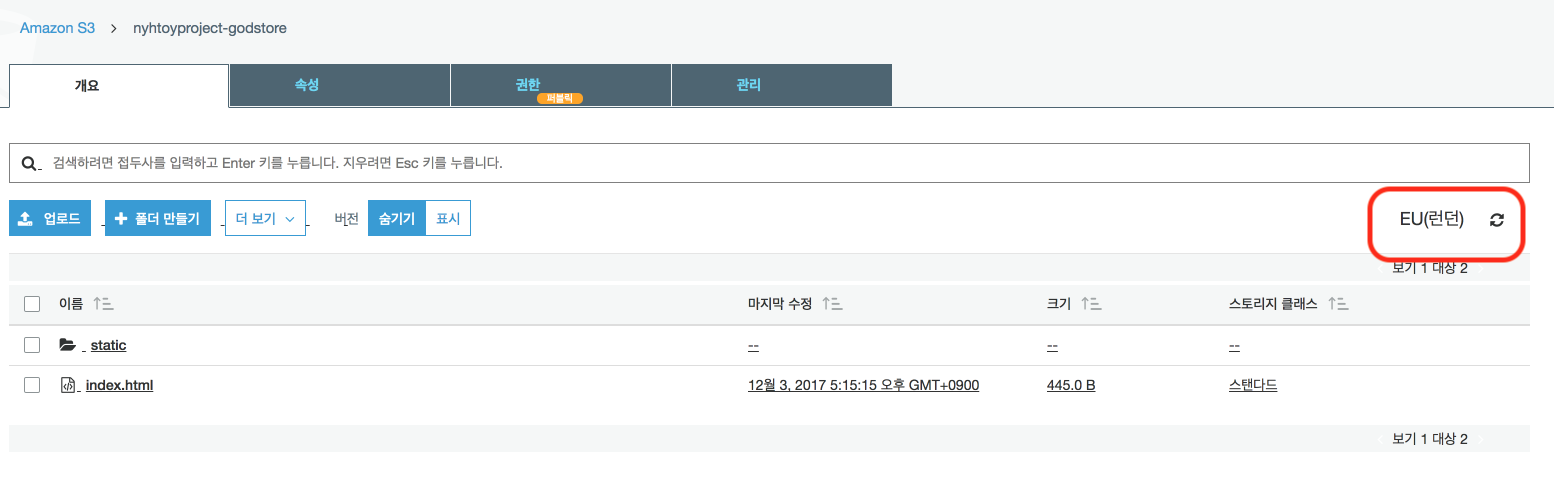 Amazon S3 > nyhtoyproject-godstore
개요 속성 권한 관리
퍼블릭
검색하려면 접두사를 입력하고 Enter 키를 누릅니다. 지우려면 Esc 키를 누릅니다.
업로드 + 폴더 만들기 더 보기 버전 숨기기 표시 EU(런던)
보기 1 대상 2
이름 마지막 수정 크기 스토리지 클래스
static -- -- --
index.html 12월 3, 2017 5:15:15 오후 GMT+0900 445.0 B 스탠다드
보기 1 대상 2